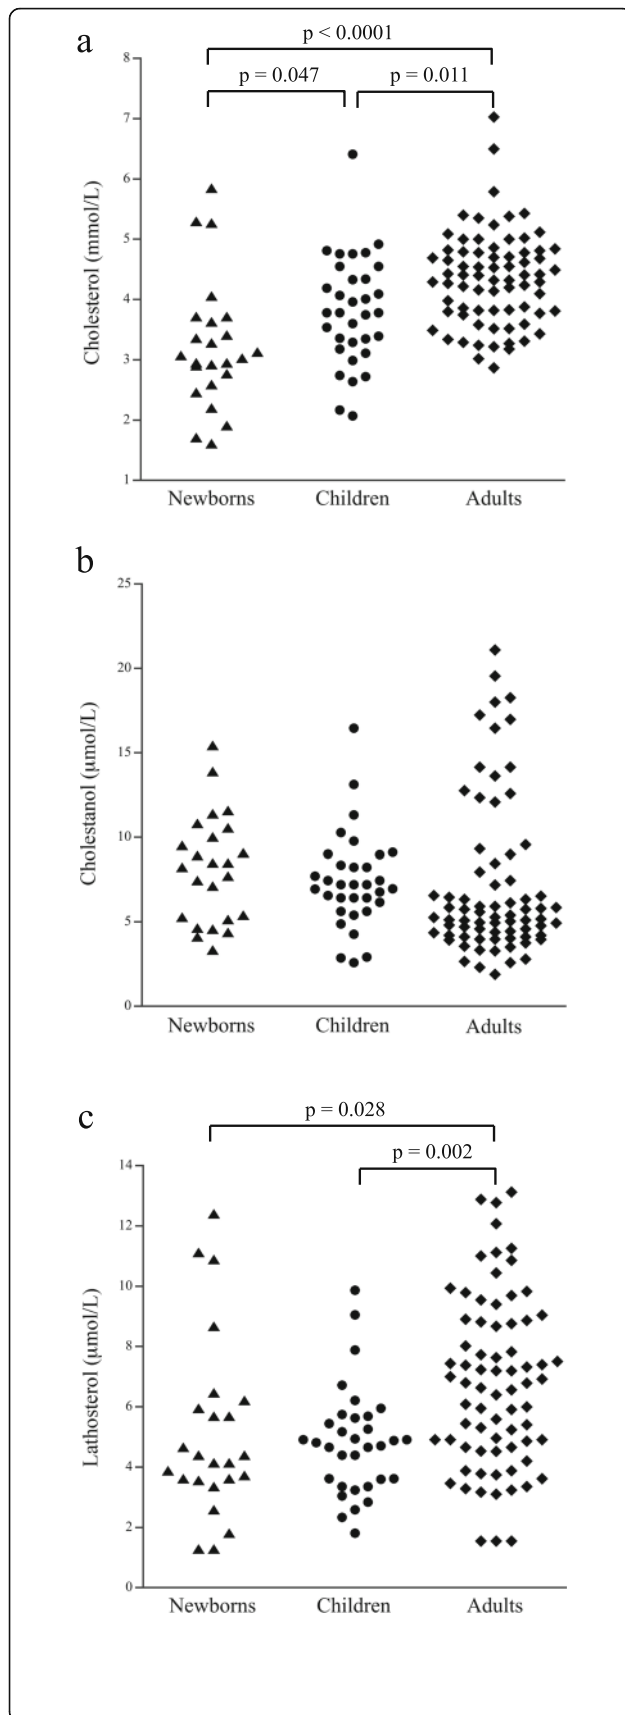 a
p < 0.0001
p = 0.047
p = 0.011
8
7
6
5
4
3
2
1
Cholesterol (mmol/L)
Newborns
Children
Adults
b
25
20
15
10
5
0
Cholestanol (μmol/L)
Newborns
Children
Adults
c
p = 0.028
p = 0.002
14
12
10
8
6
4
2
0
Lathosterol (μmol/L)
Newborns
Children
Adults